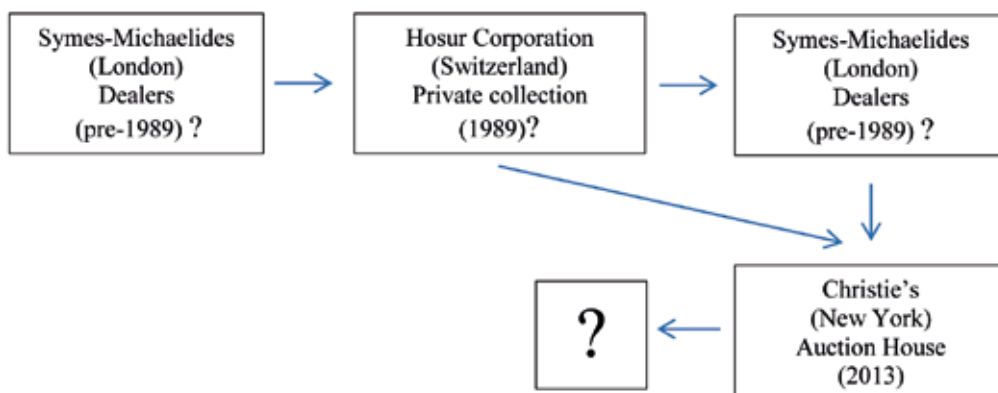 Symes-Michaelides
(London)
Dealers
(pre-1989) ?
Hosur Corporation
(Switzerland)
Private collection
(1989)?
Symes-Michaelides
(London)
Dealers
(pre-1989) ?
?
Christie's
(New York)
Auction House
(2013)